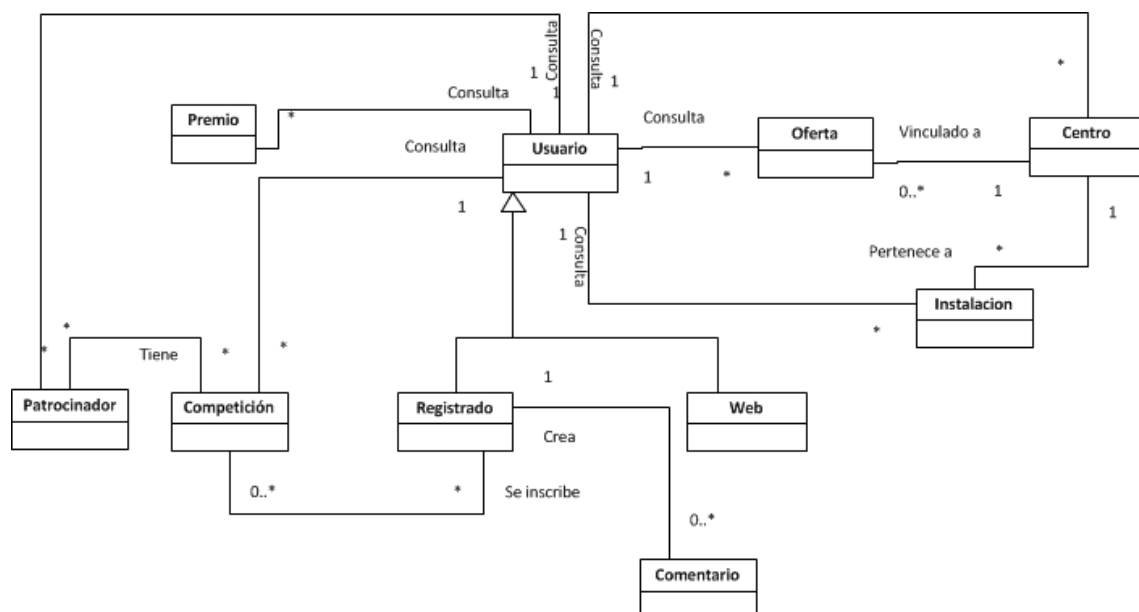 Consulta
Consulta
1
1
1
*
Consulta
Premio
*
Consulta
Oferta
Vinculado a
Centro
Consulta
Usuario
1
*
0..*
1
1
1
1
Consulta
Pertenece a
*
Instalacion
*
*
*
Tiene
*
*
Patrocinador
Competición
1
Registrado
Web
Crea
0..*
*
Se inscribe
0..*
Comentario